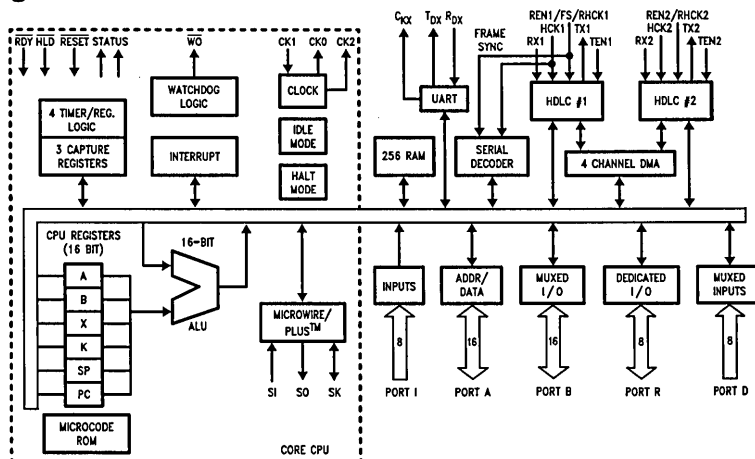 RDY HLD RESET STATUS
WO
CK1 CK0 CK2
CKX TDX RDX
FRAME
SYNC
REN1/FS/RHCK1
HCK1
RX1 TX1
TEN1
REN2/RHCK2
HCK2
RX2 TX2
TEN2
4 TIMER/REG.
LOGIC
3 CAPTURE
REGISTERS
WATCHDOG
LOGIC
INTERRUPT
CLOCK
IDLE
MODE
HALT
MODE
UART
256 RAM
SERIAL
DECODER
HDLC #1
HDLC #2
4 CHANNEL DMA
CPU REGISTERS
(16 BIT)
A
B
X
K
SP
PC
MICROCODE
ROM
16-BIT
ALU
MICROWIRE/
PLUS™
SI SO SK
CORE CPU
INPUTS
ADDR/
DATA
MUXED
I/O
DEDICATED
I/O
MUXED
INPUTS
8 16 16 8 8
PORT I PORT A PORT B PORT R PORT D